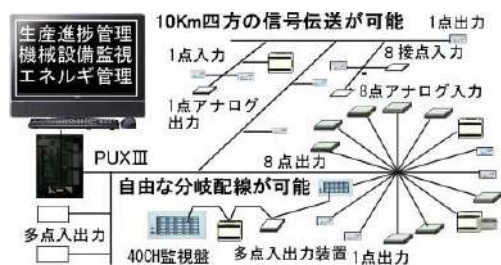 10Km四方の信号伝送が可能
1点出力
生産進捗管理
機械設備監視
エネルギ管理
1点入力
8接点入力
1点アナログ
出力
8点アナログ入力
PUXⅢ
8点出力
自由な分岐配線が可能
多点入出力
40CH監視盤
多点入出力装置
1点出力